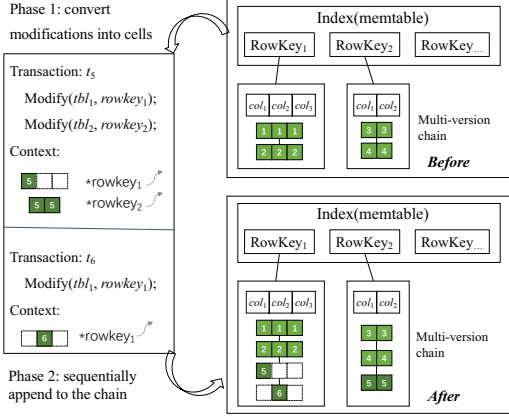 Phase 1: convert
modifications into cells
Transaction: t5
Modify(tbl1, rowkey1);
Modify(tbl2, rowkey2);
Context:
5
*rowkey1
5 5
*rowkey2
Transaction: t6
Modify(tbl1, rowkey1);
Context:
6
*rowkey1
Phase 2: sequentially
append to the chain
Index(memtable)
RowKey1 RowKey2 RowKey...
col1 col2 col3 col1 col2
1 1 1 3 3
2 2 2 4 4
Multi-version
chain
Before
Index(memtable)
RowKey1 RowKey2 RowKey...
col1 col2 col3 col1 col2
1 1 1 3 3
2 2 2 4 4
5 5 5
6
Multi-version
chain
After